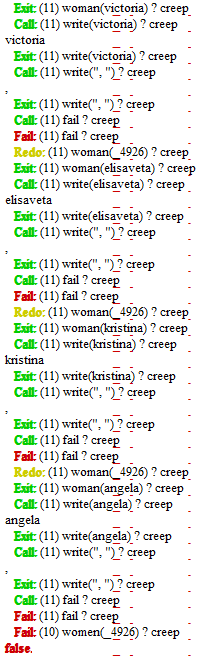 Exit: (11) woman(victoria) ? creep
Call: (11) write(victoria) ? creep
victoria
Exit: (11) write(victoria) ? creep
Call: (11) write(", ") ? creep
,
Exit: (11) write(", ") ? creep
Call: (11) fail ? creep
Fail: (11) fail ? creep
Redo: (11) woman(_4926) ? creep
Exit: (11) woman(elisaveta) ? creep
Call: (11) write(elisaveta) ? creep
elisaveta
Exit: (11) write(elisaveta) ? creep
Call: (11) write(", ") ? creep
,
Exit: (11) write(", ") ? creep
Call: (11) fail ? creep
Fail: (11) fail ? creep
Redo: (11) woman(_4926) ? creep
Exit: (11) woman(kristina) ? creep
Call: (11) write(kristina) ? creep
kristina
Exit: (11) write(kristina) ? creep
Call: (11) write(", ") ? creep
,
Exit: (11) write(", ") ? creep
Call: (11) fail ? creep
Fail: (11) fail ? creep
Redo: (11) woman(_4926) ? creep
Exit: (11) woman(angela) ? creep
Call: (11) write(angela) ? creep
angela
Exit: (11) write(angela) ? creep
Call: (11) write(", ") ? creep
,
Exit: (11) write(", ") ? creep
Call: (11) fail ? creep
Fail: (11) fail ? creep
Fail: (10) women(_4926) ? creep
false.